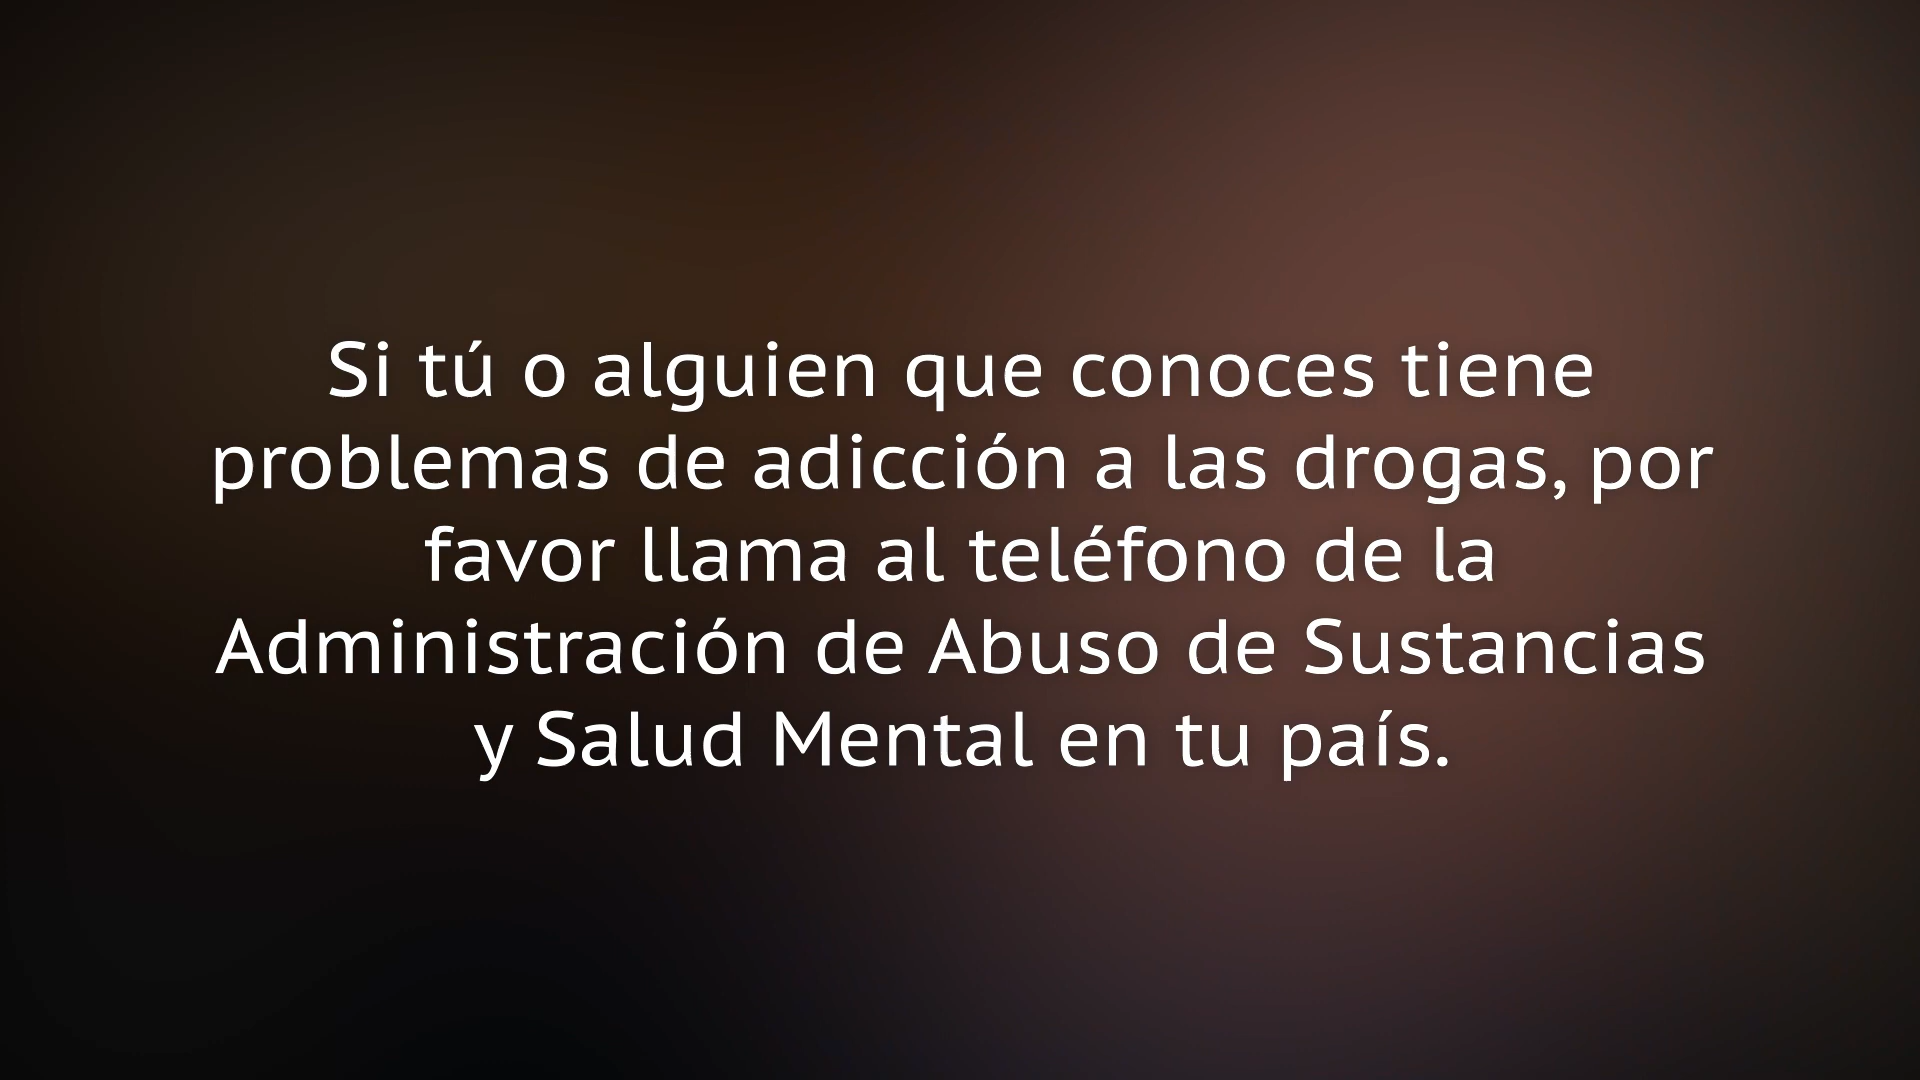 Si tú o alguien que conoces tiene
problemas de adicción a las drogas, por
favor llama al teléfono de la
Administración de Abuso de Sustancias
y Salud Mental en tu país.